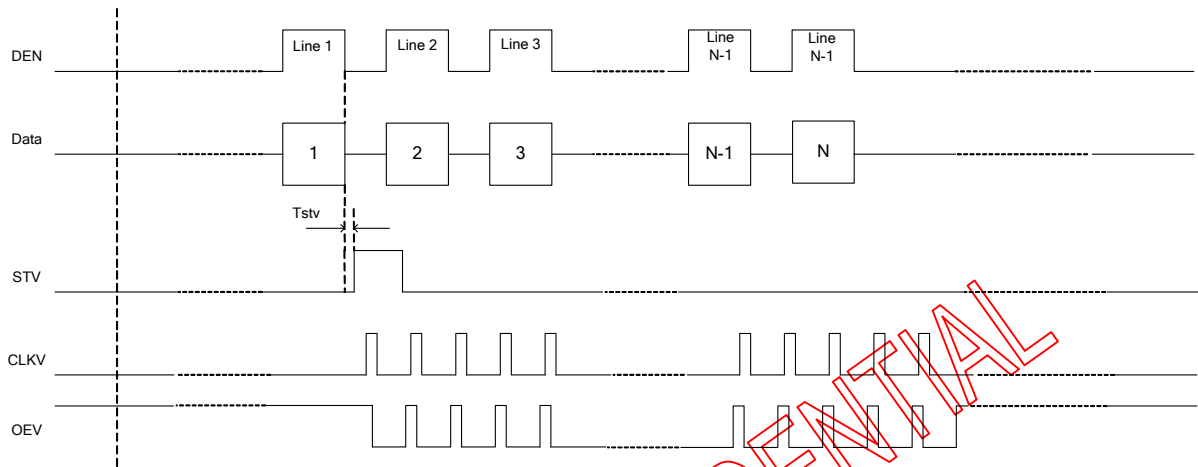 DEN
Line 1
Line 2
Line 3
Line
N-1
Line
N-1
Data
1
2
3
N-1
N
Tstv
STV
CLKV
OEV
DENTIAL